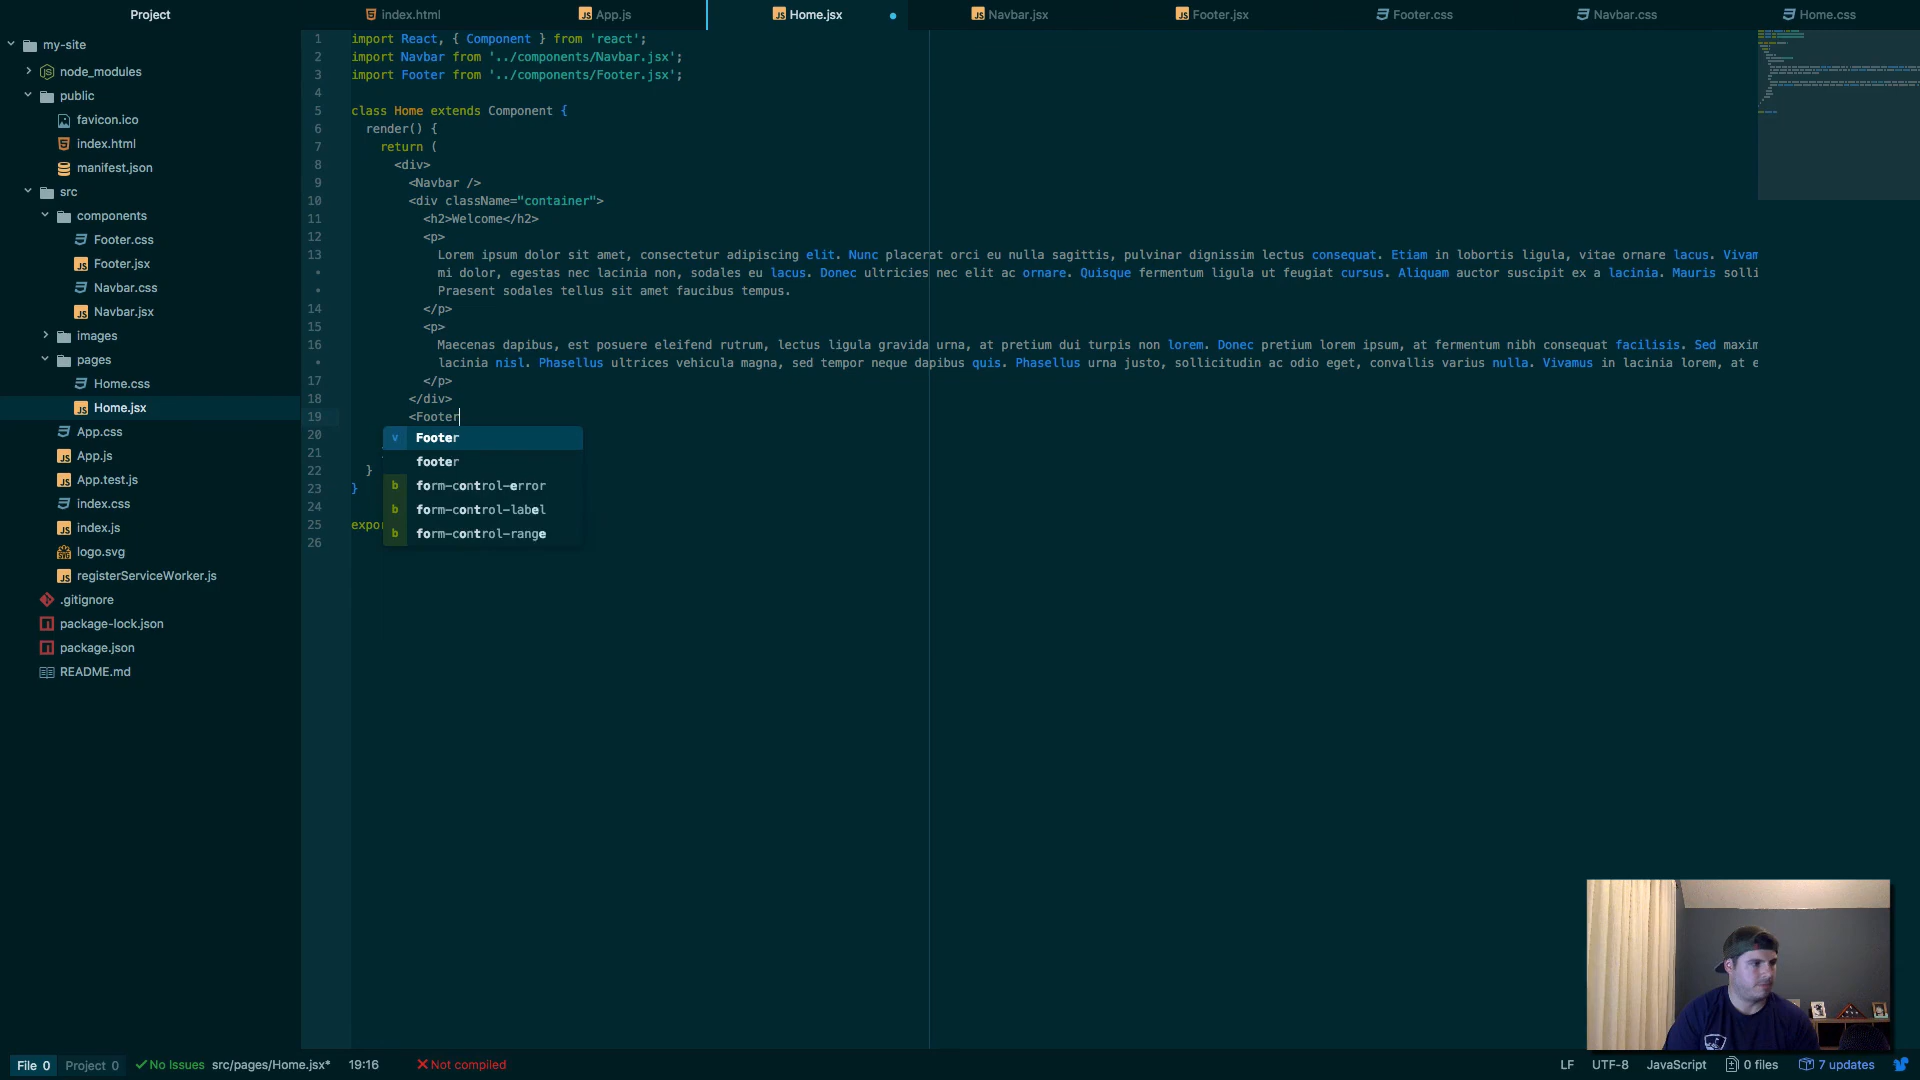 Project
index.html
App.js
Home.jsx
Navbar.jsx
Footer.jsx
Footer.css
Navbar.css
Home.css
my-site
node_modules
public
favicon.ico
index.html
manifest.json
src
components
Footer.css
Footer.jsx
Navbar.css
Navbar.jsx
images
pages
Home.css
Home.jsx
App.css
App.js
App.test.js
index.css
index.js
logo.svg
registerServiceWorker.js
.gitignore
package-lock.json
package.json
README.md
1 import React, { Component } from 'react';
2 import Navbar from '../components/Navbar.jsx';
3 import Footer from '../components/Footer.jsx';
4
5 class Home extends Component {
6 render() {
7 return (
8 <div>
9 <Navbar />
10 <div className="container">
11 <h2>Welcome</h2>
12 <p>
13 Lorem ipsum dolor sit amet, consectetur adipiscing elit. Nunc placerat orci eu nulla sagittis, pulvinar dignissim lectus consequat. Etiam in lobortis ligula, vitae ornare lacus. Vivam
• mi dolor, egestas nec lacinia non, sodales eu lacus. Donec ultricies nec elit ac ornare. Quisque fermentum ligula ut feugiat cursus. Aliquam auctor suscipit ex a lacinia. Mauris solli
• Praesent sodales tellus sit amet faucibus tempus.
14 </p>
15 <p>
16 Maecenas dapibus, est posuere eleifend rutrum, lectus ligula gravida urna, at pretium dui turpis non lorem. Donec pretium lorem ipsum, at fermentum nibh consequat facilisis. Sed maxim
• lacinia nisl. Phasellus ultrices vehicula magna, sed tempor neque dapibus quis. Phasellus urna justo, sollicitudin ac odio eget, convallis varius nulla. Vivamus in lacinia lorem, at e
17 </p>
18 </div>
19 <Footer
20
21
22 }
23 }
24
25 expo
26
v Footer
footer
b form-control-error
b form-control-label
b form-control-range
File 0 Project 0 No Issues src/pages/Home.jsx* 19:16 Not compiled LF UTF-8 JavaScript 0 files 7 updates